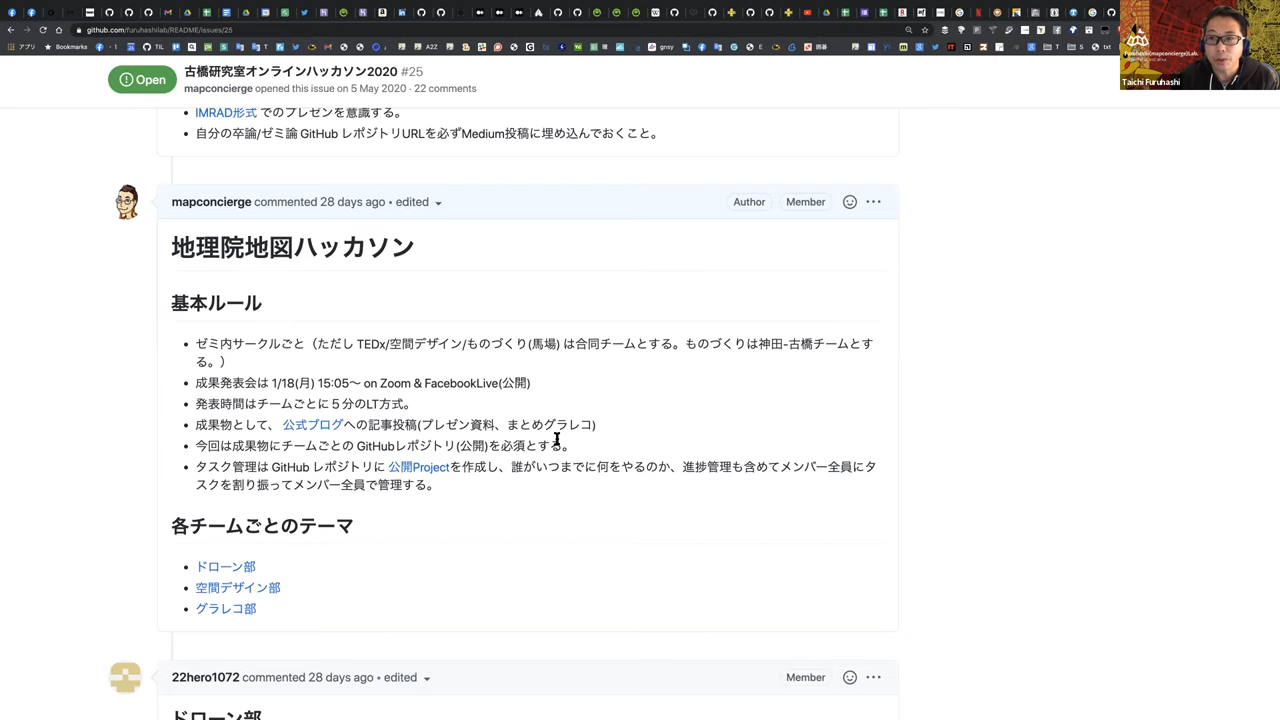 github.com/furuhashilab/README/issues/25
アプリ
Bookmarks
TIL
A2Z
gnsy
Taichi Furuhashi
Open
古橋研究室オンラインハッカソン2020 #25
mapconcierge opened this issue on 5 May 2020 · 22 comments
IMRAD形式 でのプレゼンを意識する。
自分の卒論/ゼミ論 GitHub レポジトリURLを必ずMedium投稿に埋め込んでおくこと。
mapconcierge commented 28 days ago • edited
Author
Member
地理院地図ハッカソン
基本ルール
ゼミ内サークルごと（ただし TEDx/空間デザイン/ものづくり(馬場) は合同チームとする。ものづくりは神田-古橋チームとす
る。）
成果発表会は 1/18(月) 15:05〜 on Zoom & FacebookLive(公開)
発表時間はチームごとに５分のLT方式。
成果物として、 公式ブログへの記事投稿(プレゼン資料、まとめグラレコ)
今回は成果物にチームごとの GitHubレポジトリ(公開)を必須とする。
タスク管理は GitHub レポジトリに 公開Projectを作成し、誰がいつまでに何をやるのか、進捗管理も含めてメンバー全員にタ
スクを割り振ってメンバー全員で管理する。
各チームごとのテーマ
ドローン部
空間デザイン部
グラレコ部
22hero1072 commented 28 days ago • edited
Member
ドローン部